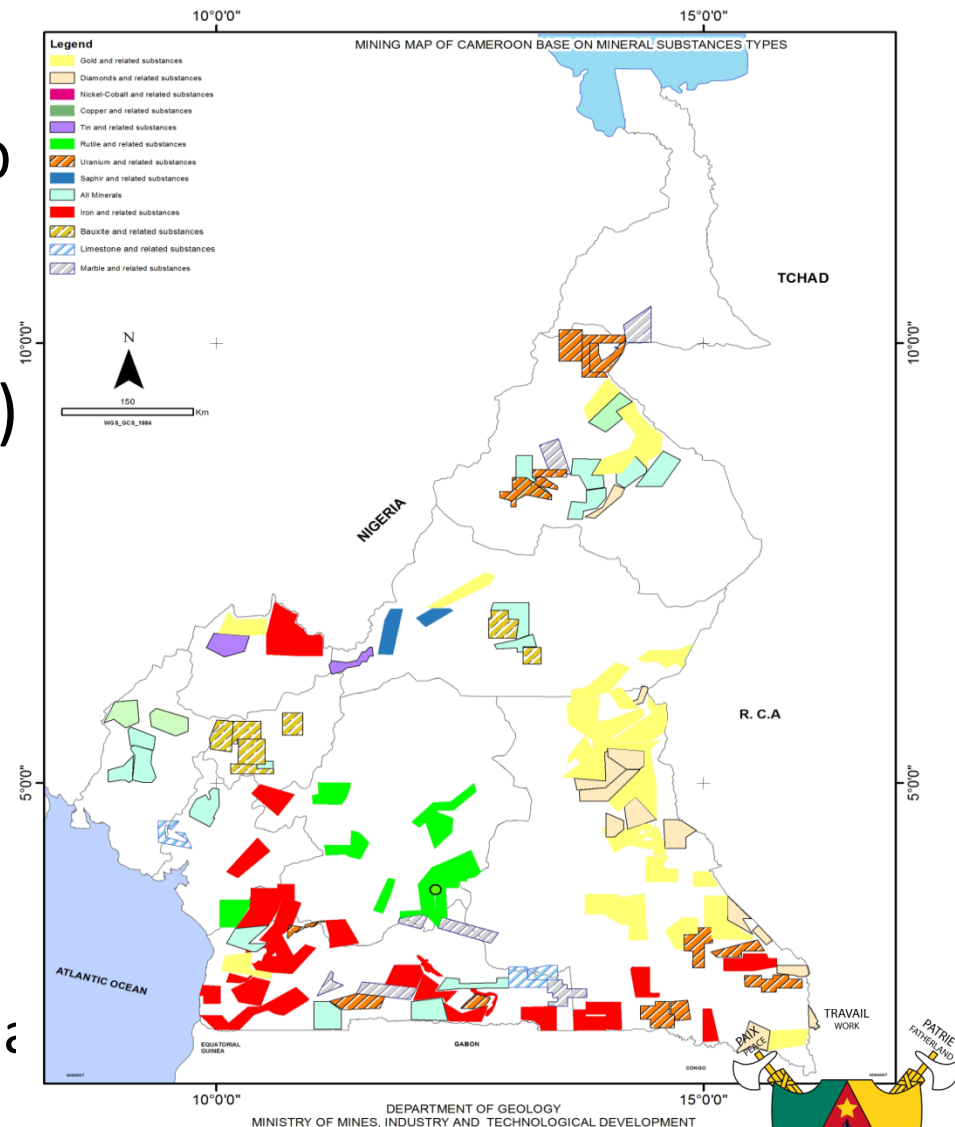 10°0'0" 15°0'0"
Legend
MINING MAP OF CAMEROON BASE ON MINERAL SUBSTANCES TYPES
Gold and related substances
Diamonds and related substances
Nickel-Cobalt and related substances
Copper and related substances
Tin and related substances
Rutile and related substances
Uranium and related substances
Saphir and related substances
All Minerals
Iron and related substances
Bauxite and related substances
Limestone and related substances
Marble and related substances
TCHAD
N
10°0'0" 10°0'0"
)
150
Km
WGS_GCS_1984
NIGERIA
R. C.A
5°0'0" 5°0'0"
ATLANTIC OCEAN
TRAVAIL
WORK
PAIX
PEACE
PATRIE
FATHERLAND
EQUATORIAL
GUINEA
GABON
CONGO
10°0'0" 15°0'0"
DEPARTMENT OF GEOLOGY
MINISTRY OF MINES, INDUSTRY AND TECHNOLOGICAL DEVELOPMENT